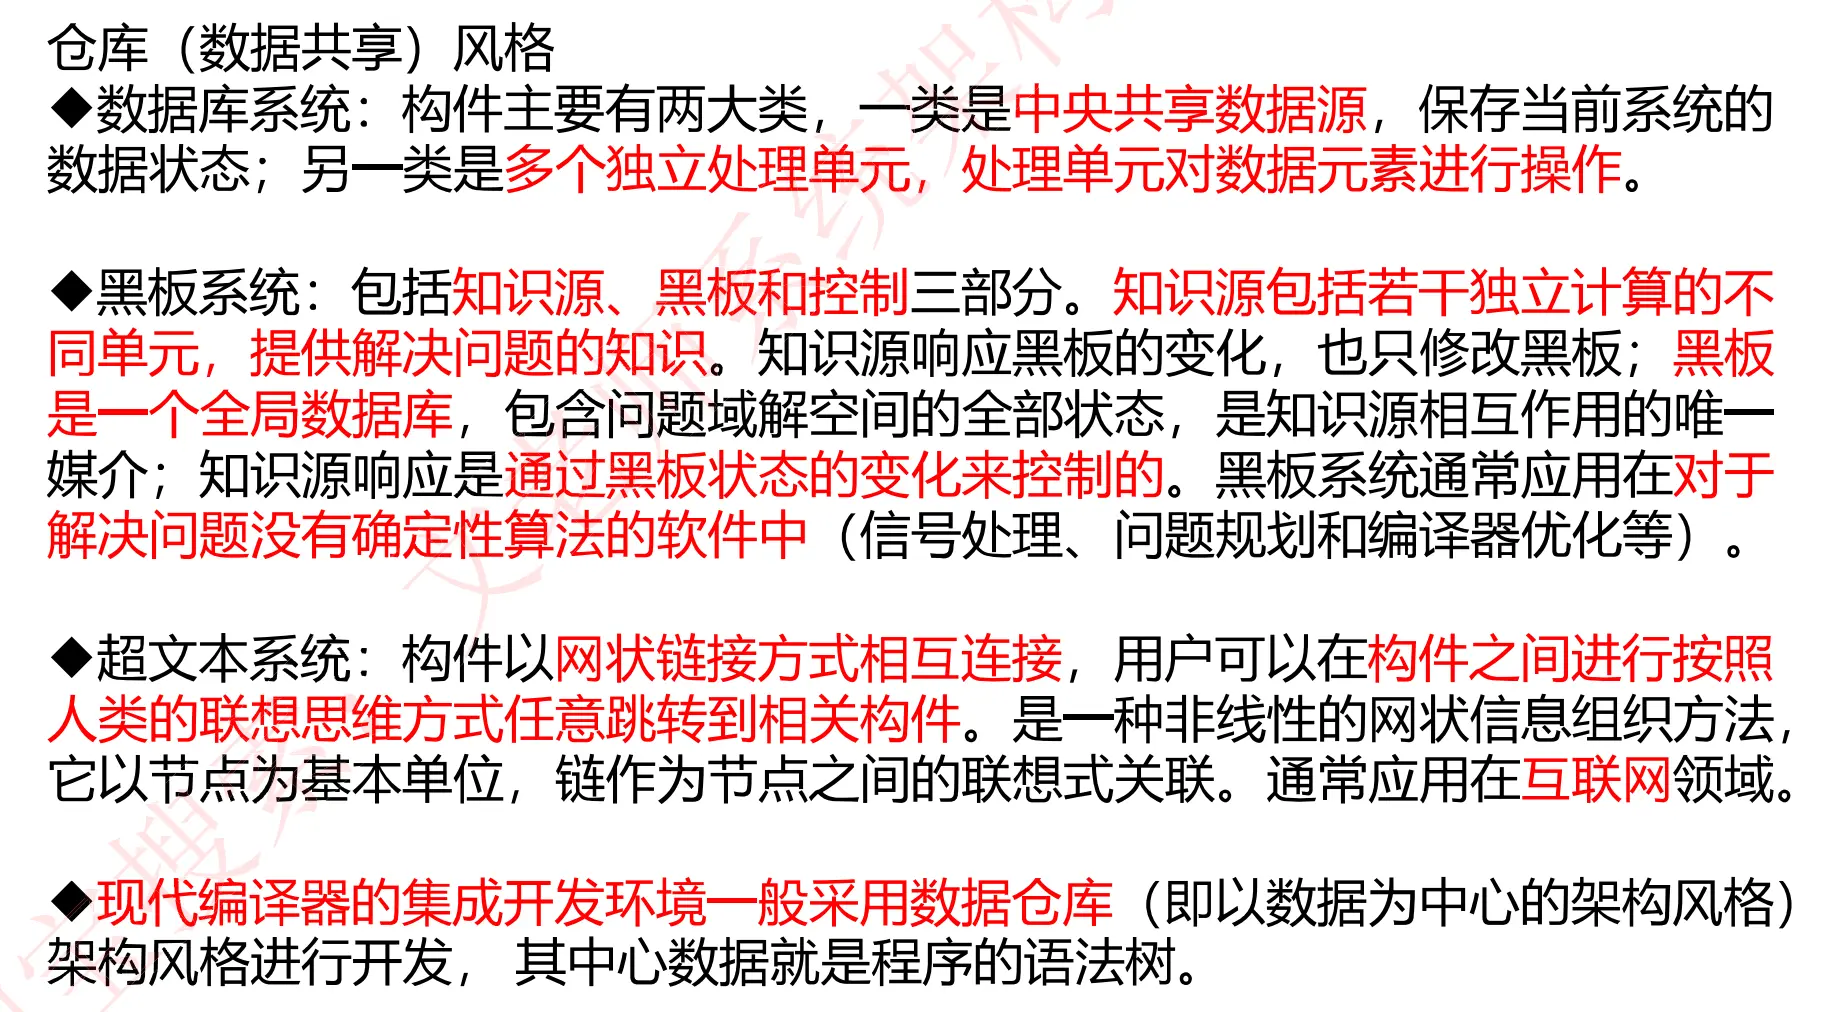 仓库（数据共享）风格
◆数据库系统：构件主要有两大类，一类是中央共享数据源，保存当前系统的
数据状态；另一类是多个独立处理单元，处理单元对数据元素进行操作。
◆黑板系统：包括知识源、黑板和控制三部分。知识源包括若干独立计算的不
同单元，提供解决问题的知识。知识源响应黑板的变化，也只修改黑板；黑板
是一个全局数据库，包含问题域解空间的全部状态，是知识源相互作用的唯一
媒介；知识源响应是通过黑板状态的变化来控制的。黑板系统通常应用在对于
解决问题没有确定性算法的软件中（信号处理、问题规划和编译器优化等）。
◆超文本系统：构件以网状链接方式相互连接，用户可以在构件之间进行按照
人类的联想思维方式任意跳转到相关构件。是一种非线性的网状信息组织方法，
它以节点为基本单位，链作为节点之间的联想式关联。通常应用在互联网领域。
◆现代编译器的集成开发环境一般采用数据仓库（即以数据为中心的架构风格）
架构风格进行开发， 其中心数据就是程序的语法树。
文老师系统架构
搜索